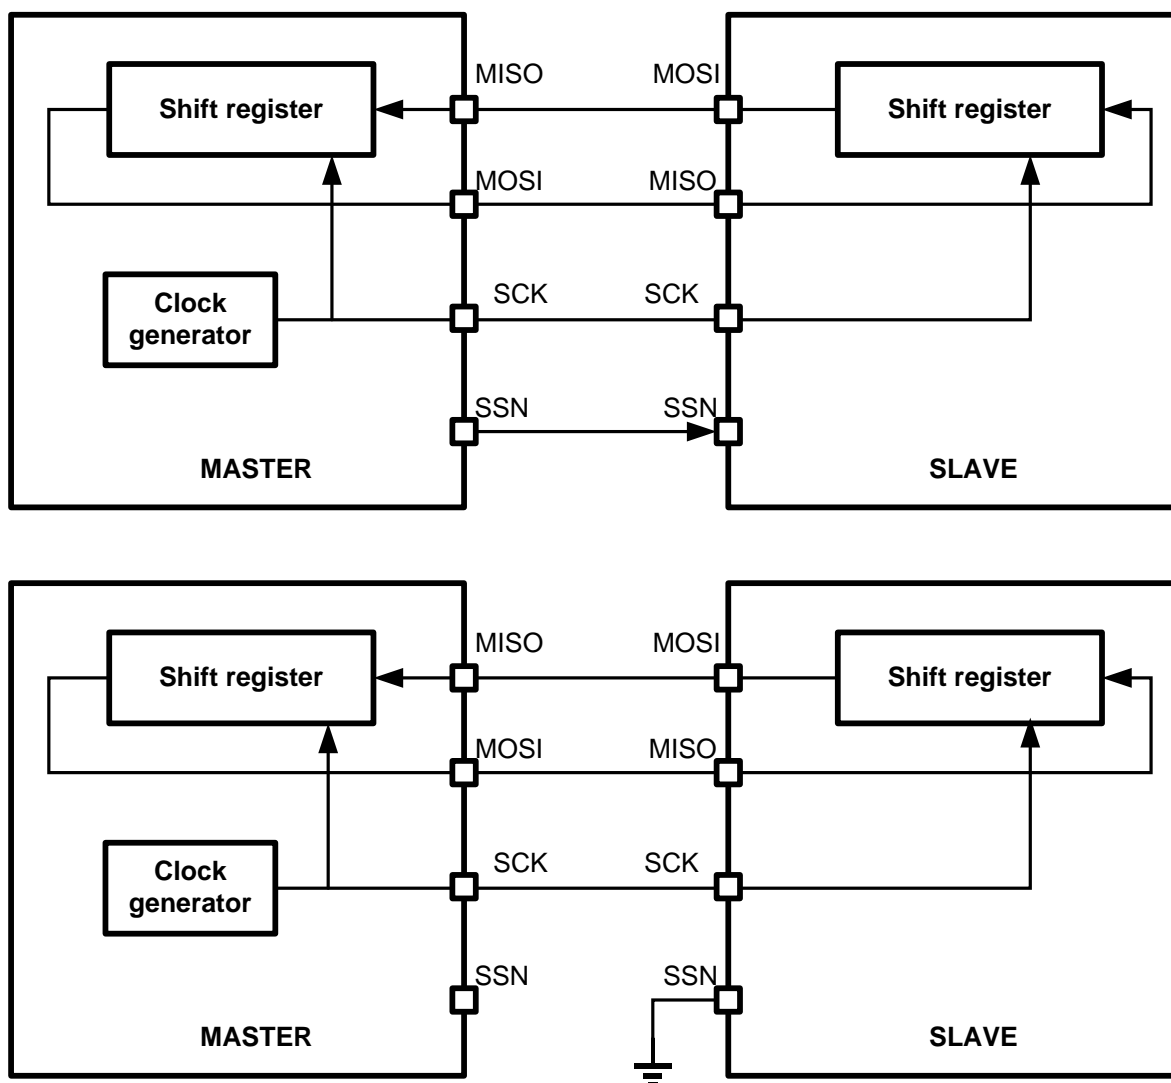 MISO MOSI
Shift register Shift register
MOSI MISO
Clock
generator
SCK SCK
SSN SSN
MASTER SLAVE
MISO MOSI
Shift register Shift register
MOSI MISO
Clock
generator
SCK SCK
SSN SSN
MASTER SLAVE